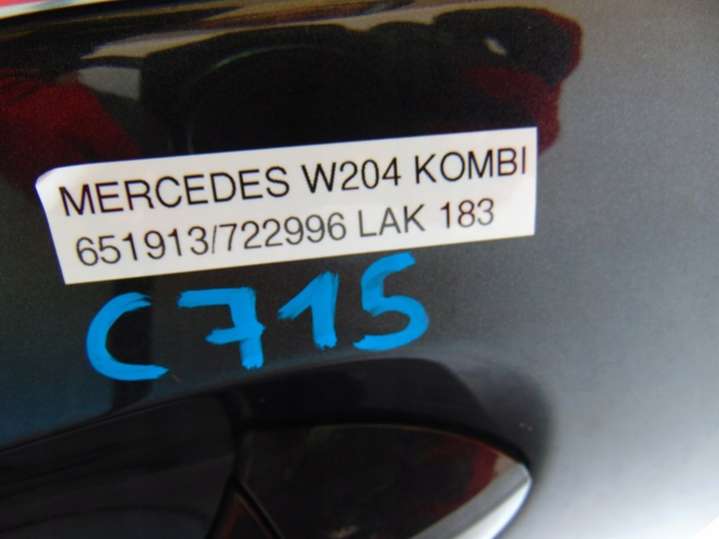 MERCEDES W204 KOMBI
651913/722996 LAK 183
C715